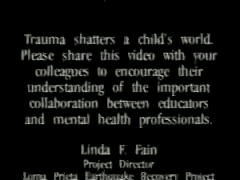 Trauma shatters a child's world.
Please share this video with your
colleagues to encourage their
understanding of the important
collaboration between educators
and mental health professionals.
Linda F. Fain
Project Director
Loma Prieta Earthquake Recovery Project